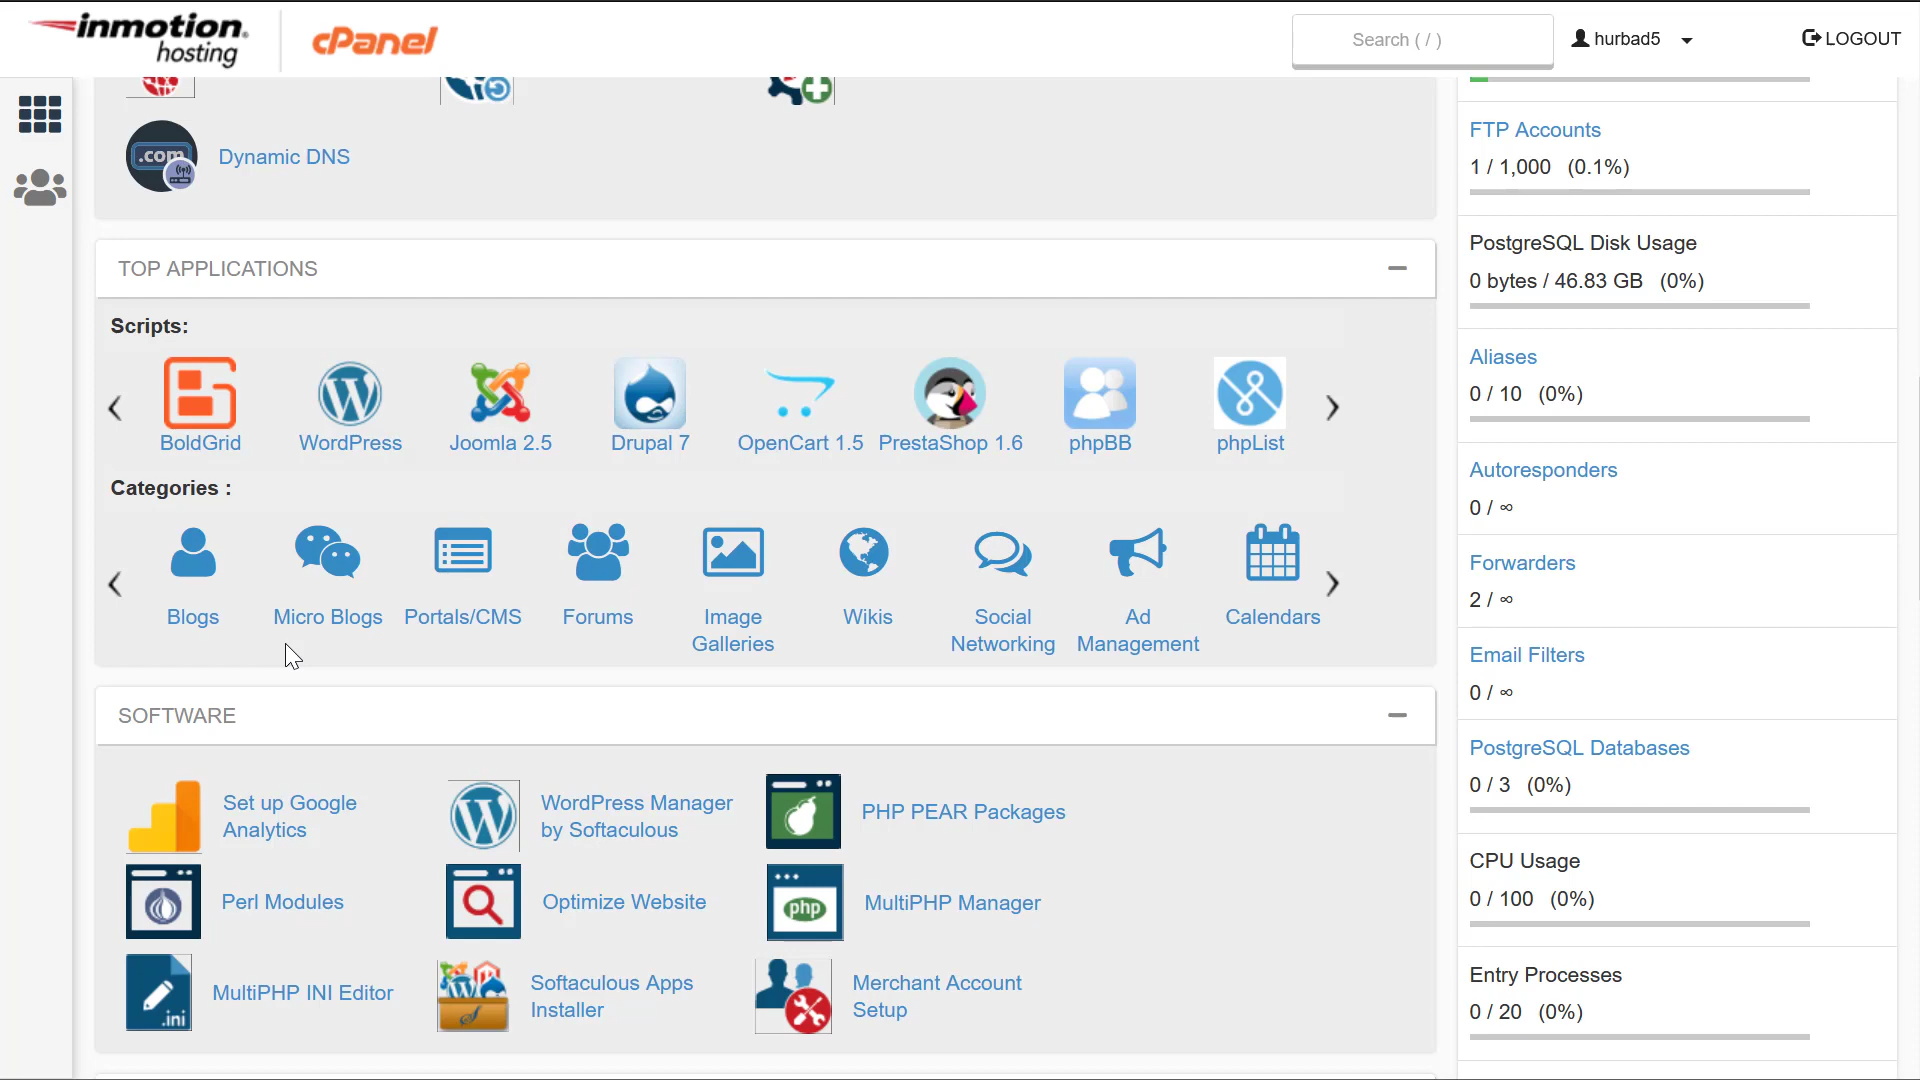 inmotion hosting
cPanel
Search ( / )
hurbad5
LOGOUT
.com
Dynamic DNS
TOP APPLICATIONS
Scripts:
BoldGrid
WordPress
Joomla 2.5
Drupal 7
OpenCart 1.5
PrestaShop 1.6
phpBB
phpList
Categories :
Blogs
Micro Blogs
Portals/CMS
Forums
Image
Galleries
Wikis
Social
Networking
Ad
Management
Calendars
SOFTWARE
Set up Google
Analytics
WordPress Manager
by Softaculous
PHP PEAR Packages
Perl Modules
Optimize Website
php
MultiPHP Manager
.ini
MultiPHP INI Editor
Softaculous Apps
Installer
Merchant Account
Setup
FTP Accounts
1 / 1,000 (0.1%)
PostgreSQL Disk Usage
0 bytes / 46.83 GB (0%)
Aliases
0 / 10 (0%)
Autoresponders
0 / ∞
Forwarders
2 / ∞
Email Filters
0 / ∞
PostgreSQL Databases
0 / 3 (0%)
CPU Usage
0 / 100 (0%)
Entry Processes
0 / 20 (0%)